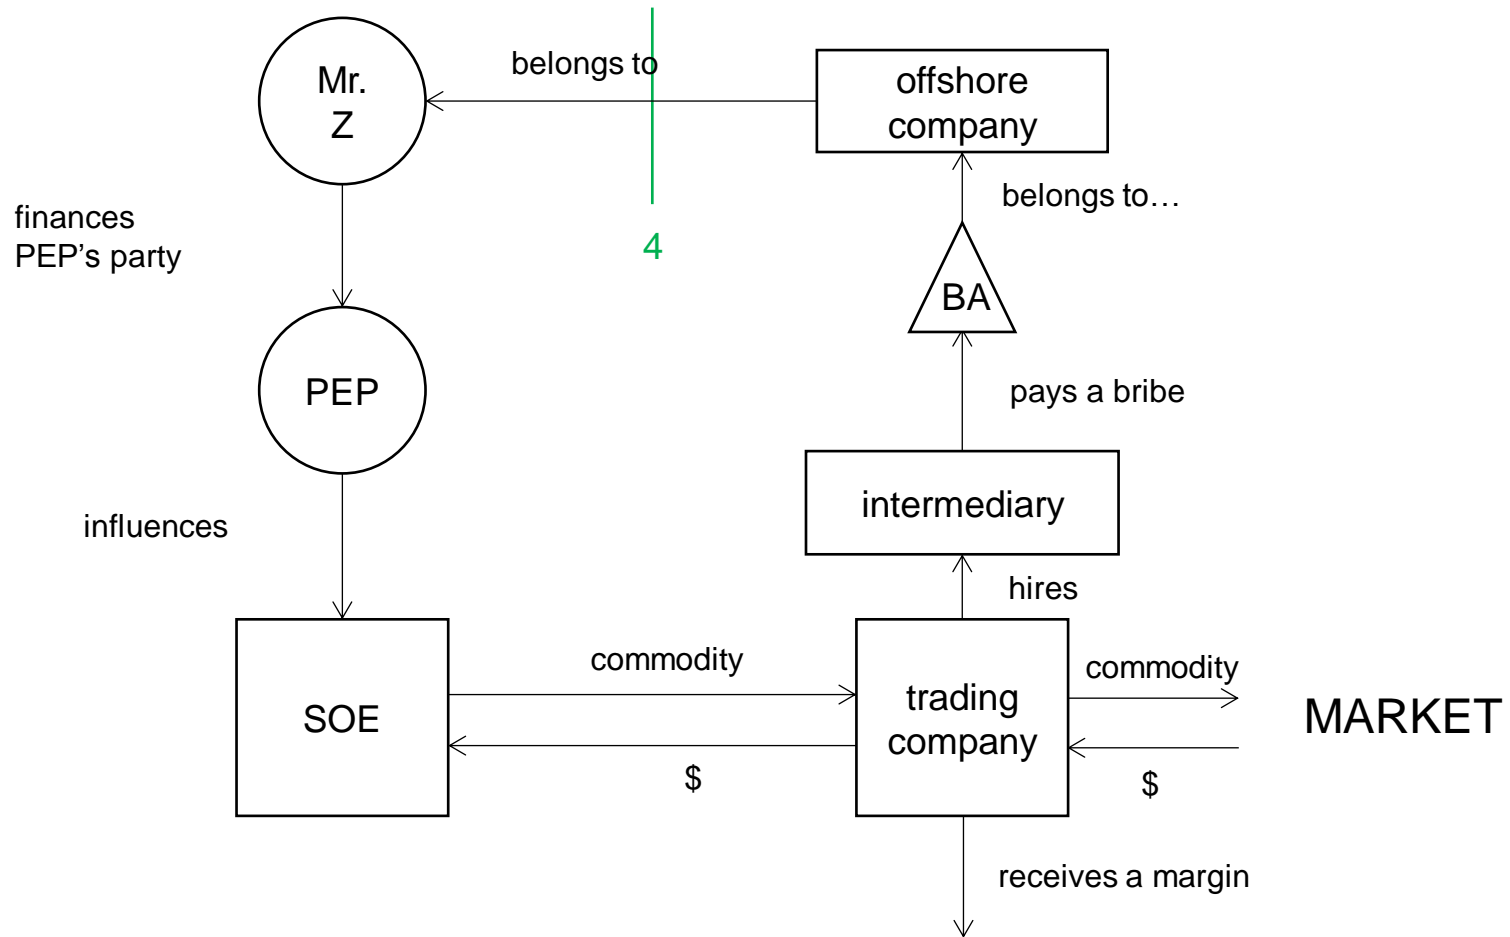 Mr.
Z
belongs to
offshore
company
belongs to…
finances
PEP's party
4
BA
PEP
pays a bribe
intermediary
influences
hires
SOE
commodity
$
trading
company
commodity
$
MARKET
receives a margin